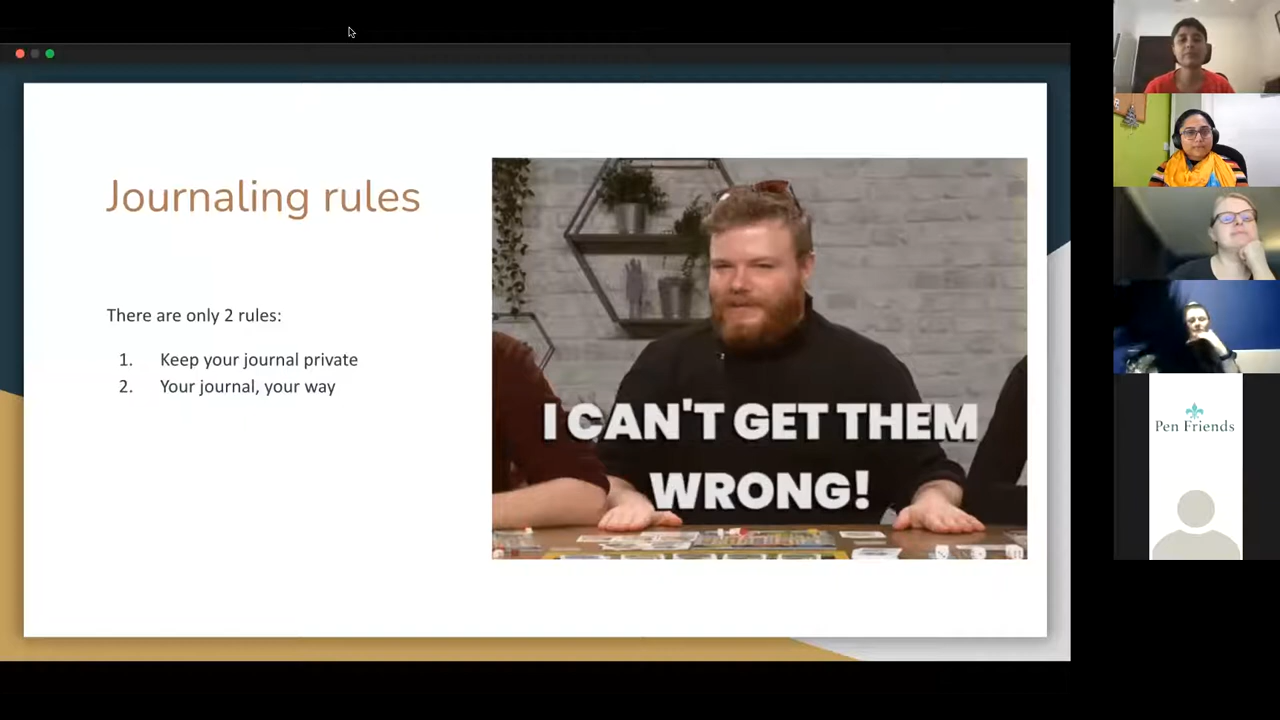 Journaling rules
There are only 2 rules:
1. Keep your journal private
2. Your journal, your way
I CAN'T GET THEM
WRONG!
Pen Friends